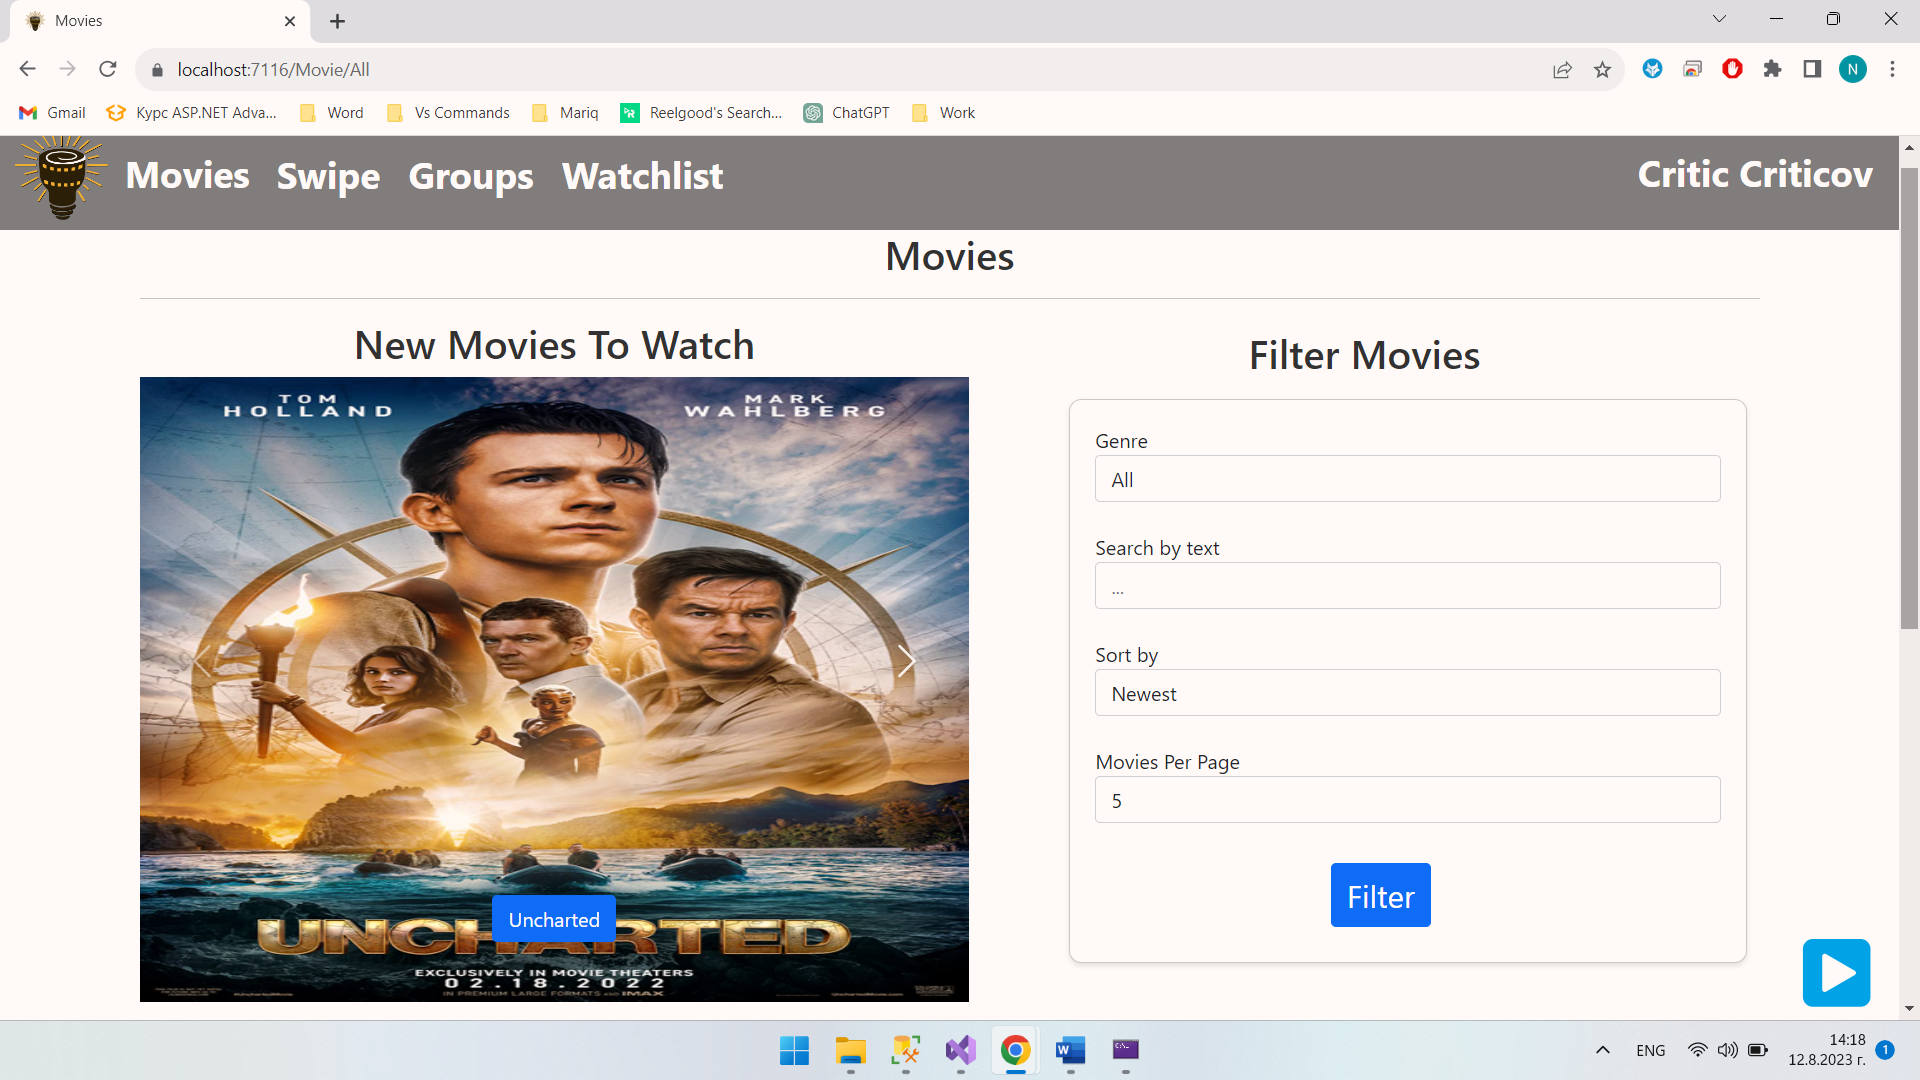 Movies
localhost:7116/Movie/All
N
Gmail
Курс ASP.NET Adva...
Word
Vs Commands
Mariq
Reelgood's Search...
ChatGPT
Work
Movies
Swipe
Groups
Watchlist
Critic Criticov
Movies
New Movies To Watch
TOM HOLLAND
MARK WAHLBERG
UNCHARTED
Uncharted
EXCLUSIVELY IN MOVIE THEATERS
02.18.2022
IN PREMIUM LARGE FORMATS AND IMAX
Filter Movies
Genre
All
Search by text
...
Sort by
Newest
Movies Per Page
5
Filter
ENG
14:18
12.8.2023 г.
1